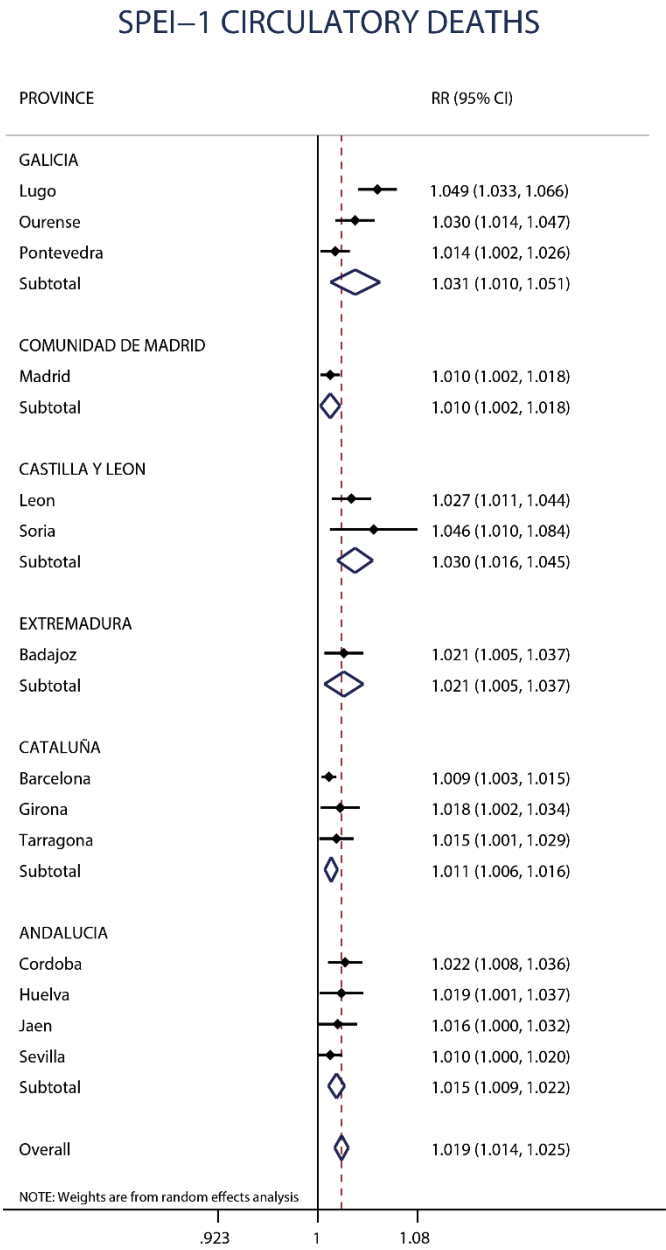 SPEI–1 CIRCULATORY DEATHS
PROVINCE RR (95% CI)
GALICIA
Lugo 1.049 (1.033, 1.066)
Ourense 1.030 (1.014, 1.047)
Pontevedra 1.014 (1.002, 1.026)
Subtotal 1.031 (1.010, 1.051)
COMUNIDAD DE MADRID
Madrid 1.010 (1.002, 1.018)
Subtotal 1.010 (1.002, 1.018)
CASTILLA Y LEON
Leon 1.027 (1.011, 1.044)
Soria 1.046 (1.010, 1.084)
Subtotal 1.030 (1.016, 1.045)
EXTREMADURA
Badajoz 1.021 (1.005, 1.037)
Subtotal 1.021 (1.005, 1.037)
CATALUÑA
Barcelona 1.009 (1.003, 1.015)
Girona 1.018 (1.002, 1.034)
Tarragona 1.015 (1.001, 1.029)
Subtotal 1.011 (1.006, 1.016)
ANDALUCIA
Cordoba 1.022 (1.008, 1.036)
Huelva 1.019 (1.001, 1.037)
Jaen 1.016 (1.000, 1.032)
Sevilla 1.010 (1.000, 1.020)
Subtotal 1.015 (1.009, 1.022)
Overall 1.019 (1.014, 1.025)
NOTE: Weights are from random effects analysis
.923 1 1.08